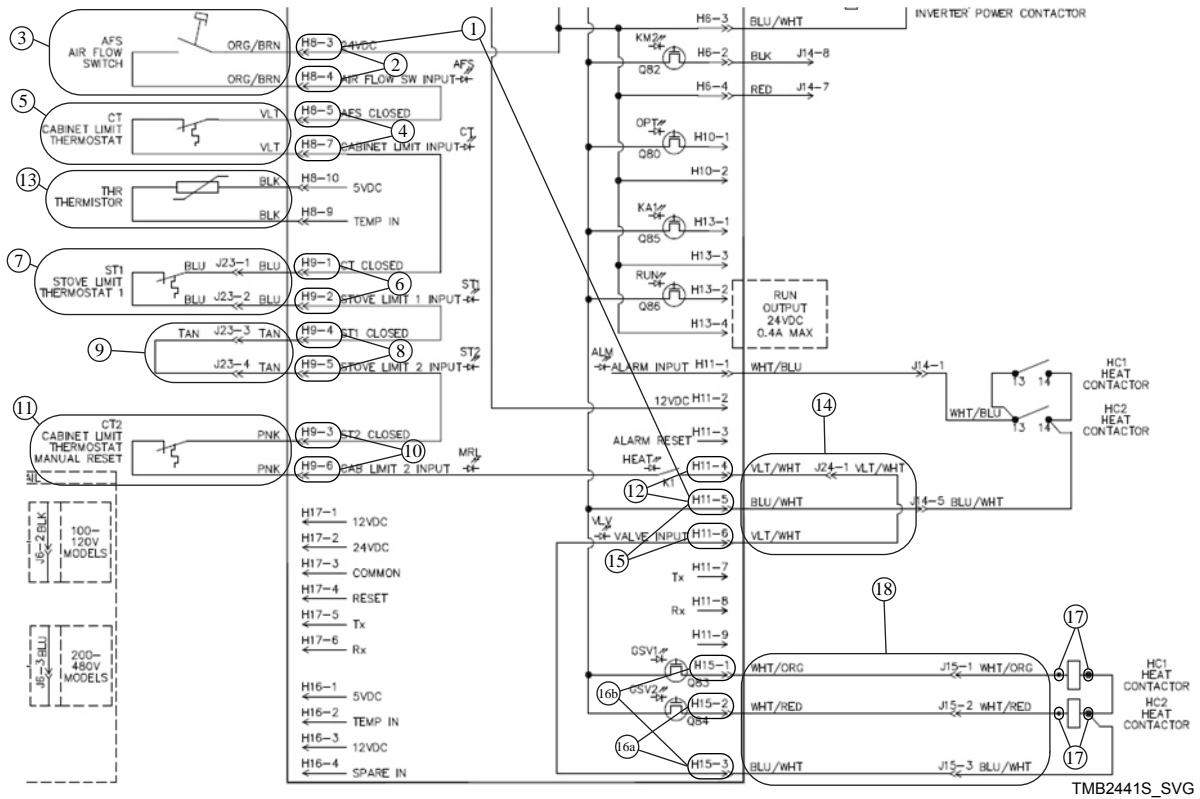 3
AFS
AIR FLOW
SWITCH
ORG/BRN
H8-3
24VDC
1
2
ORG/BRN
H8-4
AIR FLOW SW INPUT
AFS
5
CT
CABINET LIMIT
THERMOSTAT
VLT
H8-5
AFS CLOSED
4
VLT
H8-7
CABINET LIMIT INPUT
CT
13
THR
THERMISTOR
BLK
H8-10
5VDC
BLK
H8-9
TEMP IN
7
ST1
STOVE LIMIT
THERMOSTAT 1
BLU
J23-1
BLU
H9-1
CT CLOSED
6
BLU
J23-2
BLU
H9-2
STOVE LIMIT 1 INPUT
ST1
9
TAN
J23-3
TAN
H9-4
ST1 CLOSED
8
J23-4
TAN
H9-5
STOVE LIMIT 2 INPUT
ST2
11
CT2
CABINET LIMIT
THERMOSTAT
MANUAL RESET
PNK
H9-3
ST2 CLOSED
10
PNK
H9-6
CAB LIMIT 2 INPUT
MRL
J6-2 BLK
100-
120V
MODELS
J6-3 BLU
200-
480V
MODELS
H17-1
12VDC
H17-2
24VDC
H17-3
COMMON
H17-4
RESET
H17-5
Tx
H17-6
Rx
H16-1
5VDC
H16-2
TEMP IN
H16-3
12VDC
H16-4
SPARE IN
H6-3
BLU/WHT
INVERTER POWER CONTACTOR
KM2
Q82
H6-2
BLK
J14-8
H6-4
RED
J14-7
OPT
Q80
H10-1
H10-2
KA1
Q85
H13-1
H13-3
RUN
Q86
H13-2
H13-4
RUN
OUTPUT
24VDC
0.4A MAX
ALM
ALARM INPUT
H11-1
WHT/BLU
J14-1
13
14
HC1
HEAT
CONTACTOR
WHT/BLU
13
14
HC2
HEAT
CONTACTOR
12VDC
H11-2
H11-3
ALARM RESET
14
HEAT
K1
12
H11-4
VLT/WHT
J24-1
VLT/WHT
H11-5
BLU/WHT
J14-5
BLU/WHT
VLV
VALVE INPUT
H11-6
VLT/WHT
15
Tx
H11-7
Rx
H11-8
H11-9
18
17
GSV1
Q83
H15-1
WHT/ORG
J15-1
WHT/ORG
HC1
HEAT
CONTACTOR
16b
GSV2
Q84
H15-2
WHT/RED
J15-2
WHT/RED
HC2
HEAT
CONTACTOR
16a
17
H15-3
BLU/WHT
J15-3
BLU/WHT
TMB2441S_SVG